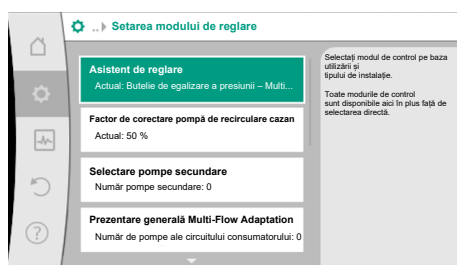 ..▸ Setarea modului de reglare
Asistent de reglare
Actual: Butelie de egalizare a presiunii – Multi...
Factor de corectare pompă de recirculare cazan
Actual: 50 %
Selectare pompe secundare
Număr pompe secundare: 0
Prezentare generală Multi-Flow Adaptation
Număr de pompe ale circuitului consumatorului: 0
Selectați modul de control pe baza
utilizării și
tipului de instalație.
Toate modurile de control
sunt disponibile aici în plus față de
selectarea directă.